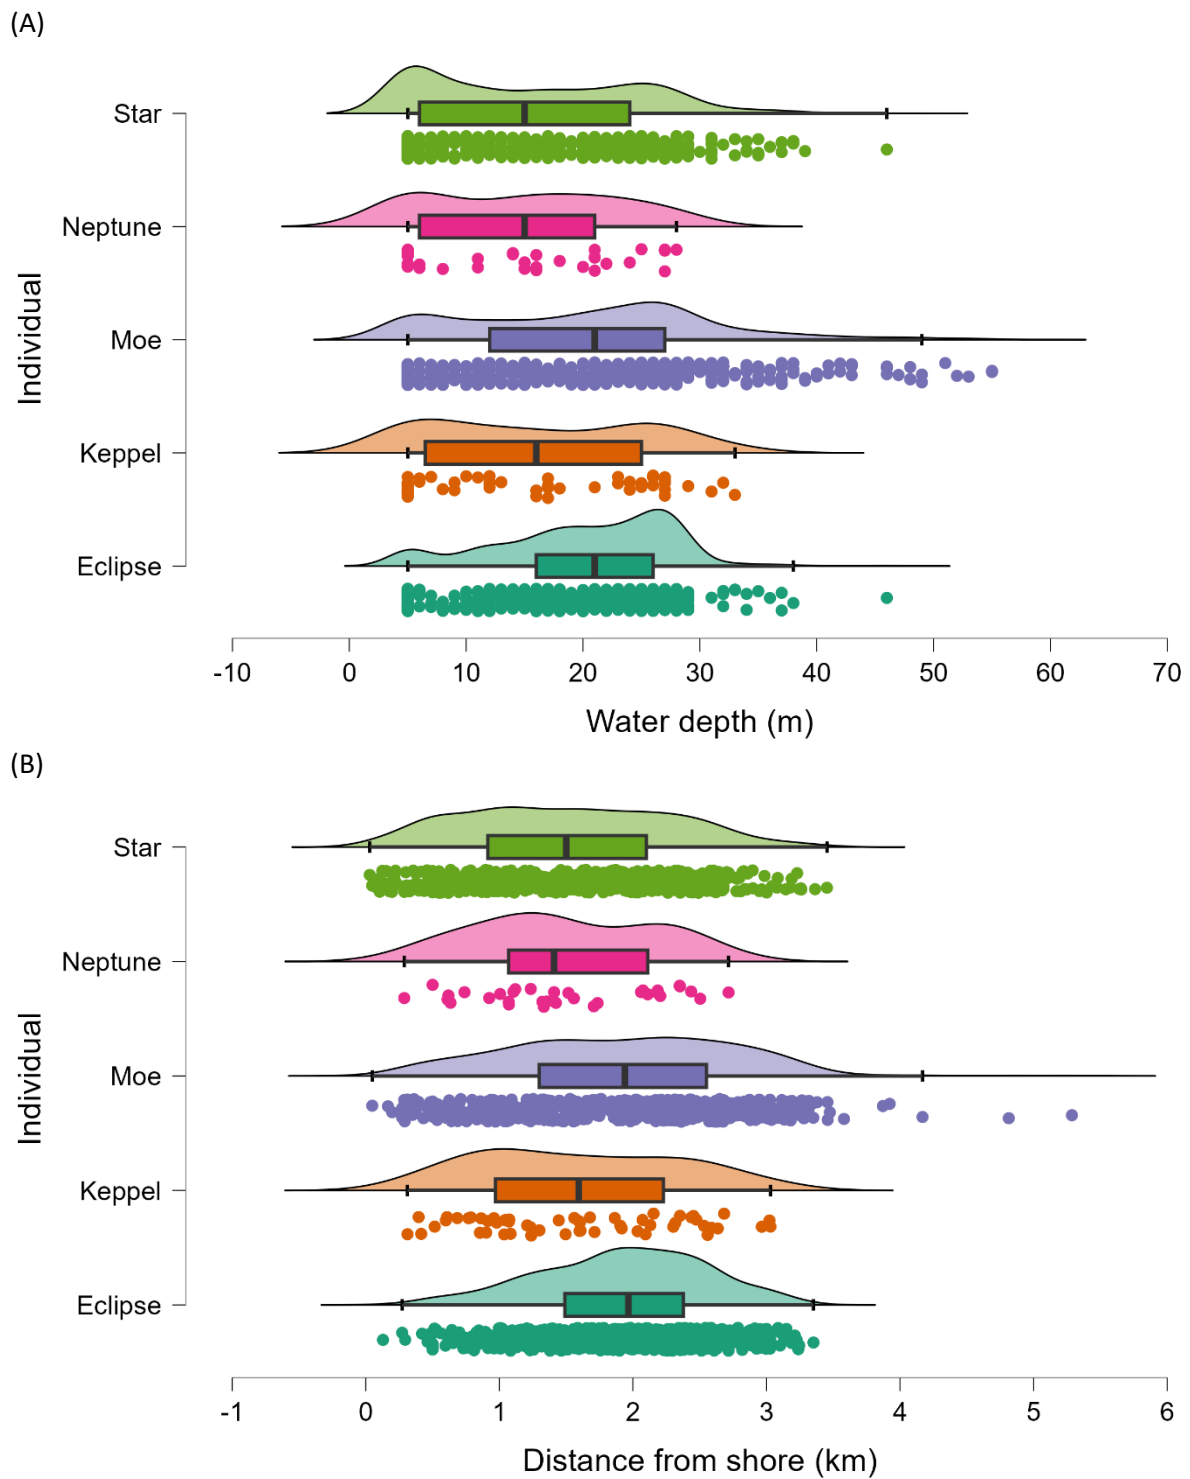 (A)
Star
Neptune
Moe
Keppel
Eclipse
Individual
-10 0 10 20 30 40 50 60 70
Water depth (m)
(B)
Star
Neptune
Moe
Keppel
Eclipse
Individual
-1 0 1 2 3 4 5 6
Distance from shore (km)